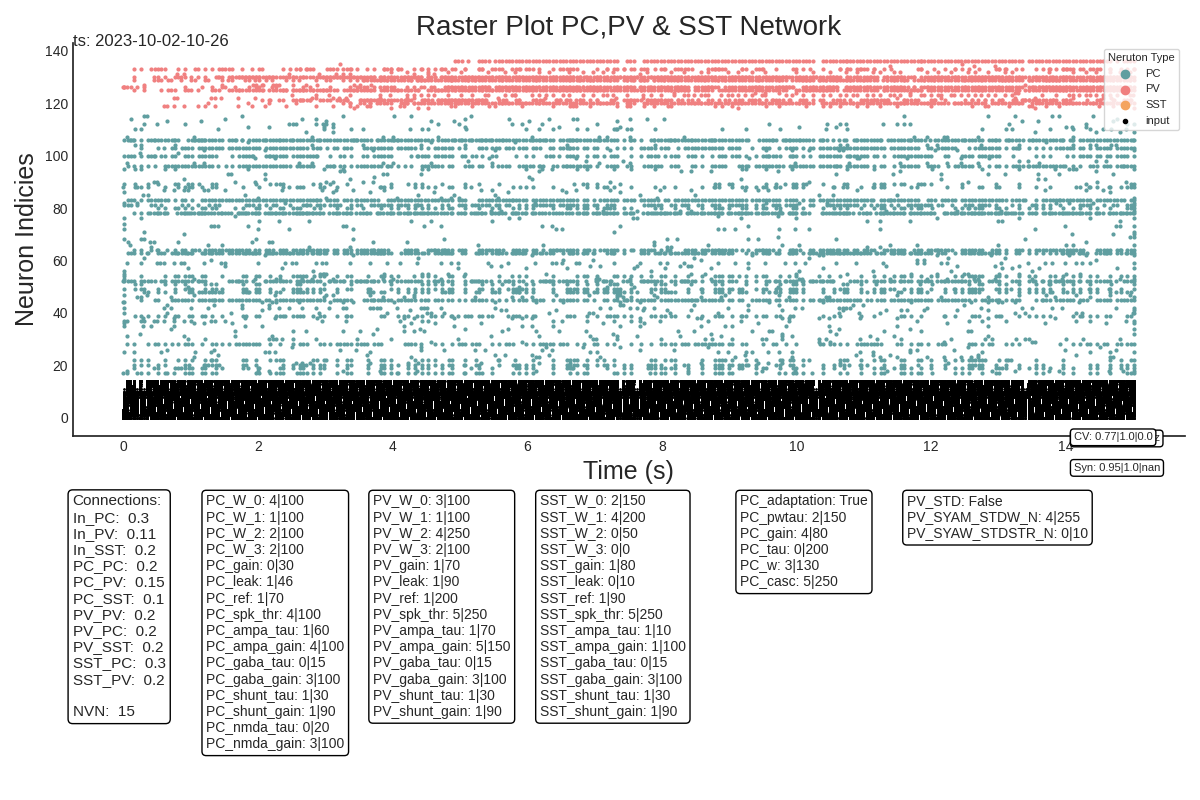 Raster Plot PC,PV & SST Network
ts: 2023-10-02-10-26
Neuron Indicies
140
120
100
80
60
40
20
0
Neruton Type
PC
PV
SST
input
0
2
4
6
8
10
12
14
Time (s)
CV: 0.77|1.0|0.0
Syn: 0.95|1.0|nan
Connections:
In_PC: 0.3
In_PV: 0.11
In_SST: 0.2
PC_PC: 0.2
PC_PV: 0.15
PC_SST: 0.1
PV_PV: 0.2
PV_PC: 0.2
PV_SST: 0.2
SST_PC: 0.3
SST_PV: 0.2
NVN: 15
PC_W_0: 4|100
PC_W_1: 1|100
PC_W_2: 2|100
PC_W_3: 2|100
PC_gain: 0|30
PC_leak: 1|46
PC_ref: 1|70
PC_spk_thr: 4|100
PC_ampa_tau: 1|60
PC_ampa_gain: 4|100
PC_gaba_tau: 0|15
PC_gaba_gain: 3|100
PC_shunt_tau: 1|30
PC_shunt_gain: 1|90
PC_nmda_tau: 0|20
PC_nmda_gain: 3|100
PV_W_0: 3|100
PV_W_1: 1|100
PV_W_2: 4|250
PV_W_3: 2|100
PV_gain: 1|70
PV_leak: 1|90
PV_ref: 1|200
PV_spk_thr: 5|250
PV_ampa_tau: 1|70
PV_ampa_gain: 5|150
PV_gaba_tau: 0|15
PV_gaba_gain: 3|100
PV_shunt_tau: 1|30
PV_shunt_gain: 1|90
SST_W_0: 2|150
SST_W_1: 4|200
SST_W_2: 0|50
SST_W_3: 0|0
SST_gain: 1|80
SST_leak: 0|10
SST_ref: 1|90
SST_spk_thr: 5|250
SST_ampa_tau: 1|10
SST_ampa_gain: 1|100
SST_gaba_tau: 0|15
SST_gaba_gain: 3|100
SST_shunt_tau: 1|30
SST_shunt_gain: 1|90
PC_adaptation: True
PC_pwtau: 2|150
PC_gain: 4|80
PC_tau: 0|200
PC_w: 3|130
PC_casc: 5|250
PV_STD: False
PV_SYAM_STDW_N: 4|255
PV_SYAW_STDSTR_N: 0|10